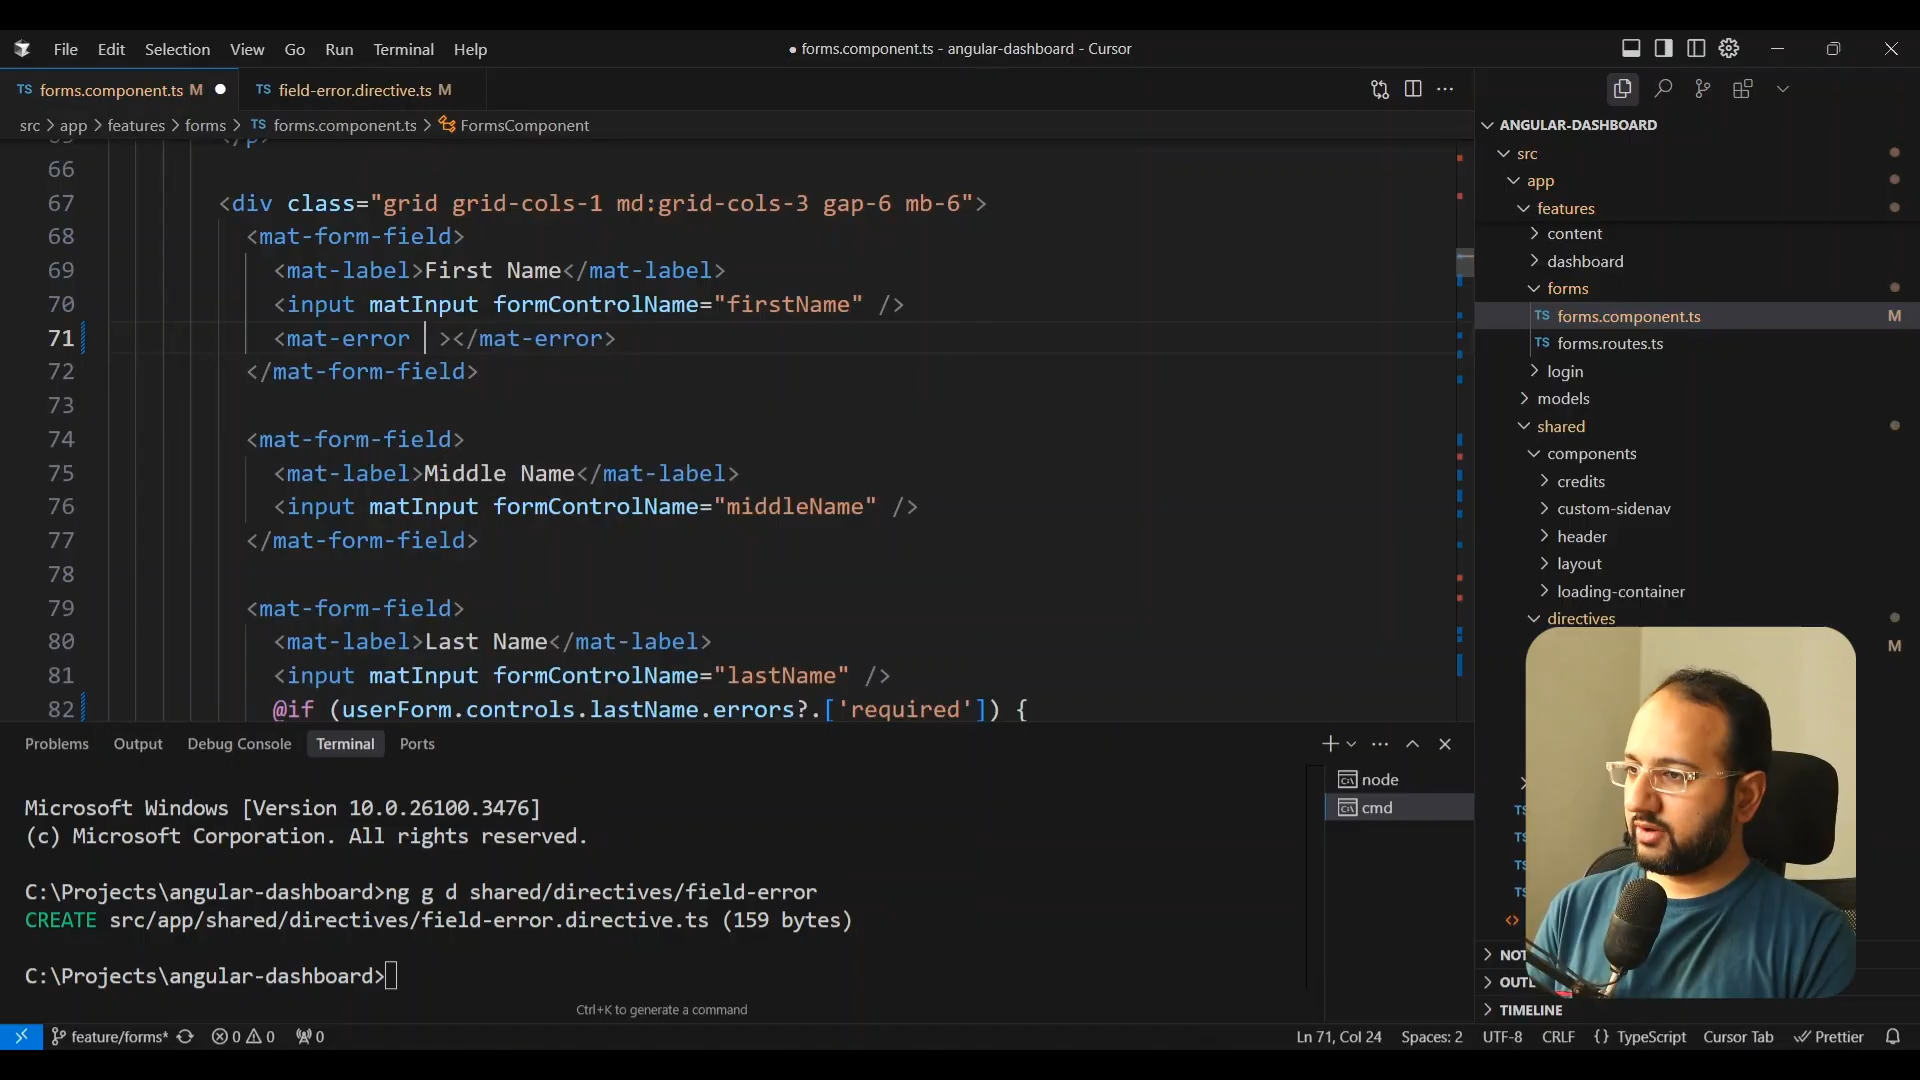 File Edit Selection View Go Run Terminal Help
● forms.component.ts - angular-dashboard - Cursor
TS forms.component.ts M
TS field-error.directive.ts M
src > app > features > forms > TS forms.component.ts > FormsComponent
66
67 <div class="grid grid-cols-1 md:grid-cols-3 gap-6 mb-6">
68 <mat-form-field>
69 <mat-label>First Name</mat-label>
70 <input matInput formControlName="firstName" />
71 <mat-error  ></mat-error>
72 </mat-form-field>
73
74 <mat-form-field>
75 <mat-label>Middle Name</mat-label>
76 <input matInput formControlName="middleName" />
77 </mat-form-field>
78
79 <mat-form-field>
80 <mat-label>Last Name</mat-label>
81 <input matInput formControlName="lastName" />
82 @if (userForm.controls.lastName.errors?.['required']) {
Problems Output Debug Console Terminal Ports
Microsoft Windows [Version 10.0.26100.3476]
(c) Microsoft Corporation. All rights reserved.
C:\Projects\angular-dashboard>ng g d shared/directives/field-error
CREATE src/app/shared/directives/field-error.directive.ts (159 bytes)
C:\Projects\angular-dashboard>
Ctrl+K to generate a command
node
cmd
ANGULAR-DASHBOARD
src
app
features
content
dashboard
forms
TS forms.component.ts M
TS forms.routes.ts
login
models
shared
components
credits
custom-sidenav
header
layout
loading-container
directives
M
TS
TS
TS
TS
NOT
OUTL
TIMELINE
feature/forms* 0 0 0
Ln 71, Col 24 Spaces: 2 UTF-8 CRLF {} TypeScript Cursor Tab Prettier